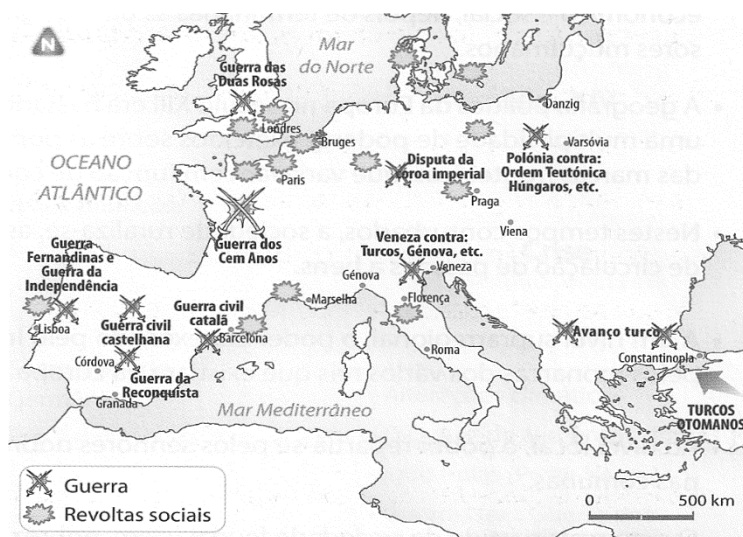 N
Mar
do Norte
Guerra das
Duas Rosas
Londres
Bruges
Danzig
Varsóvia
OCEANO
ATLÂNTICO
Paris
Disputa da
coroa imperial
Polónia contra:
Ordem Teutónica
Húngaros, etc.
Praga
Viena
Guerra dos
Cem Anos
Guerras
Fernandinas e
Guerra da
Independência
Veneza contra:
Turcos, Génova, etc.
Veneza
Génova
Marselha
Florença
Guerra civil
catalã
Barcelona
Lisboa
Guerra civil
castelhana
Roma
Avanço turco
Constantinopla
Córdova
Guerra da
Reconquista
Granada
Mar Mediterrâneo
TURCOS
OTOMANOS
Guerra
Revoltas sociais
0 500 km